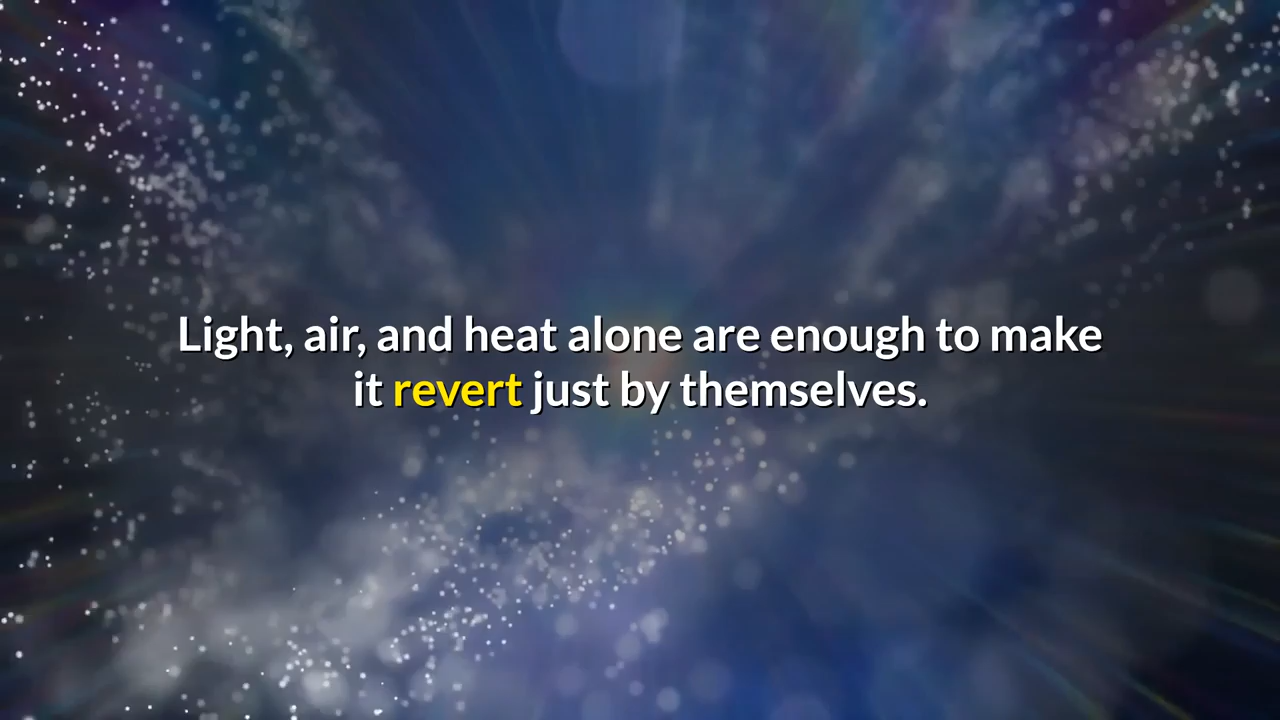 Light, air, and heat alone are enough to make
it revert just by themselves.